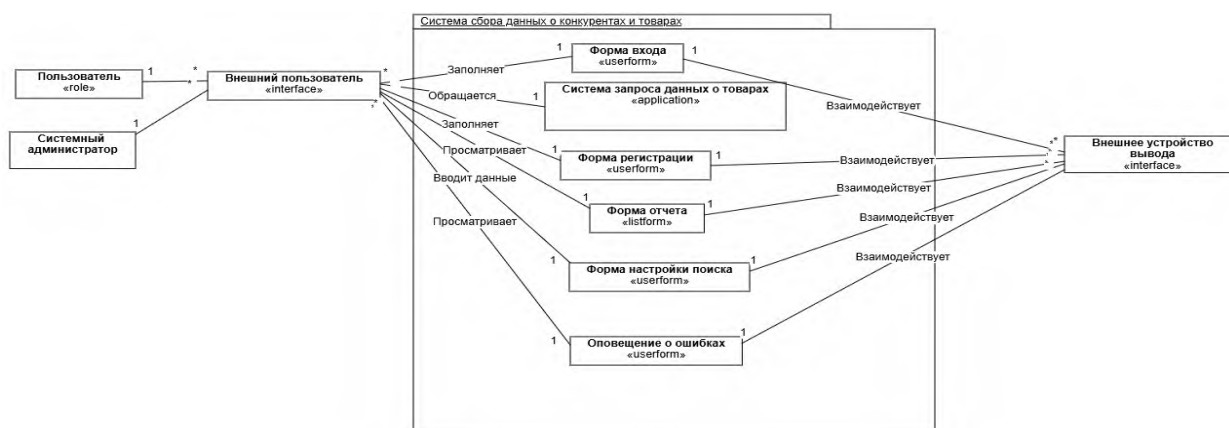 Система сбора данных о конкурентах и товарах
Пользователь
«role»
1
*
Системный
администратор
1
*
Внешний пользователь
«interface»
*
*
*
Заполняет
1
Форма входа
«userform»
1
Обращается
1
Система запроса данных о товарах
«application»
Взаимодействует
Заполняет
1
Форма регистрации
«userform»
1
Взаимодействует
Просматривает
1
Форма отчета
«listform»
1
Взаимодействует
Вводит данные
1
Форма настройки поиска
«userform»
1
Взаимодействует
Просматривает
1
Оповещение о ошибках
«userform»
1
Взаимодействует
*
*
*
*
Внешнее устройство
вывода
«interface»